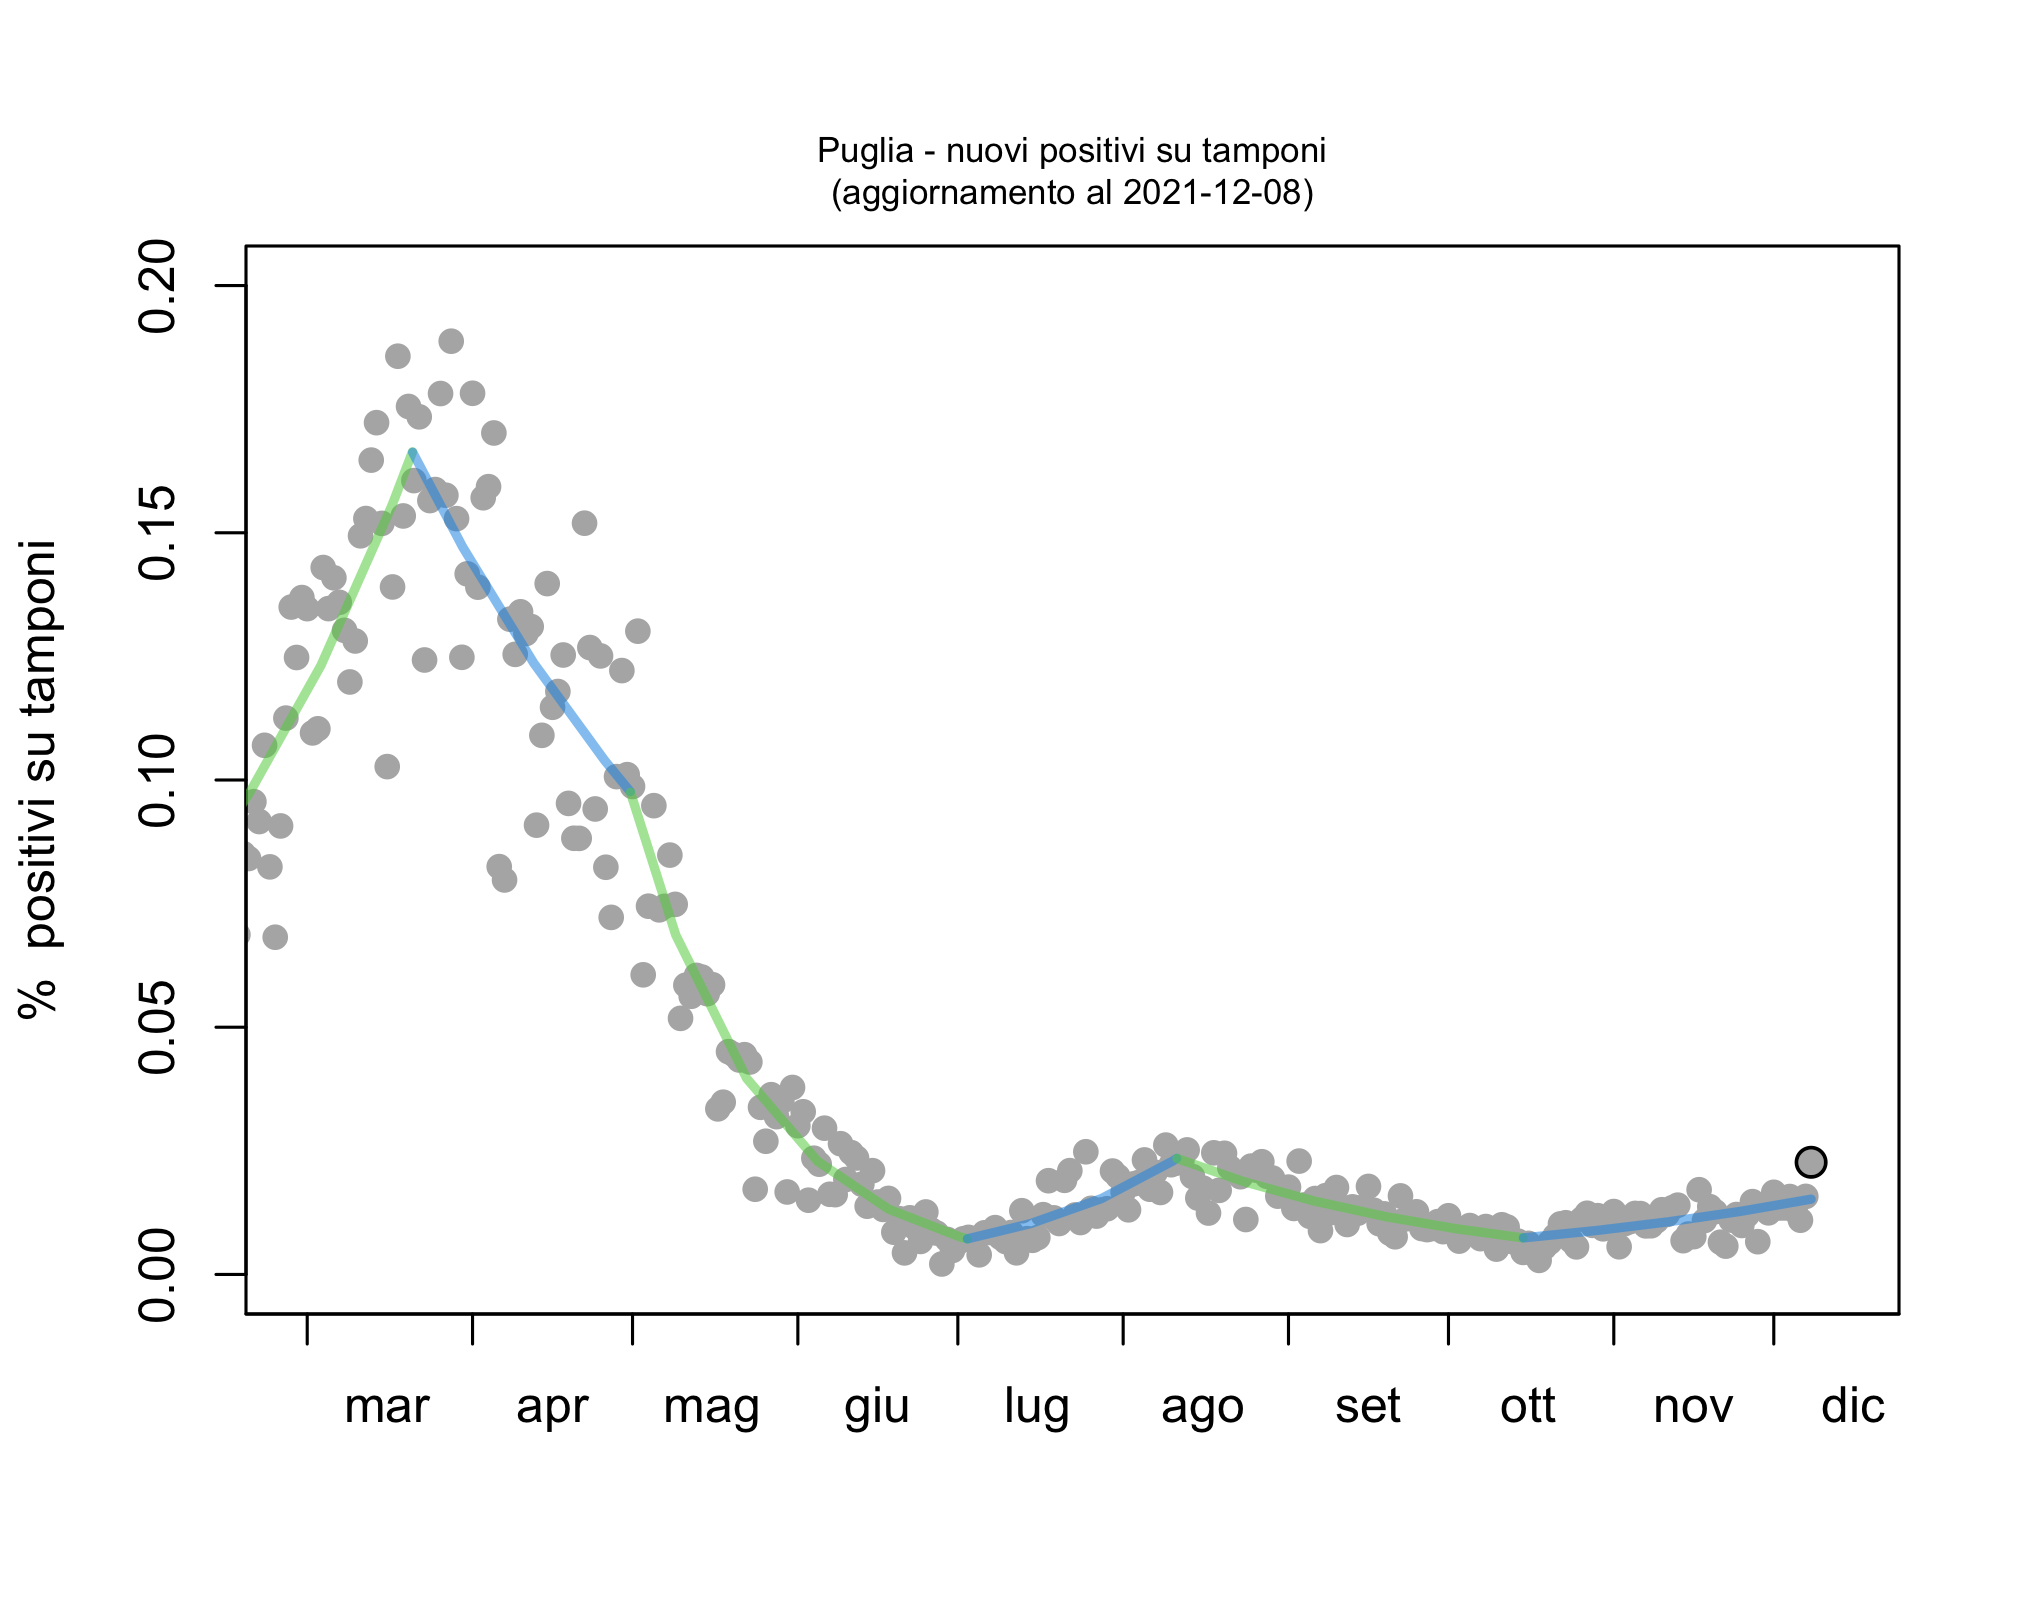 Puglia - nuovi positivi su tamponi
(aggiornamento al 2021-12-08)
% positivi su tamponi
0.20
0.15
0.10
0.05
0.00
mar apr mag giu lug ago set ott nov dic